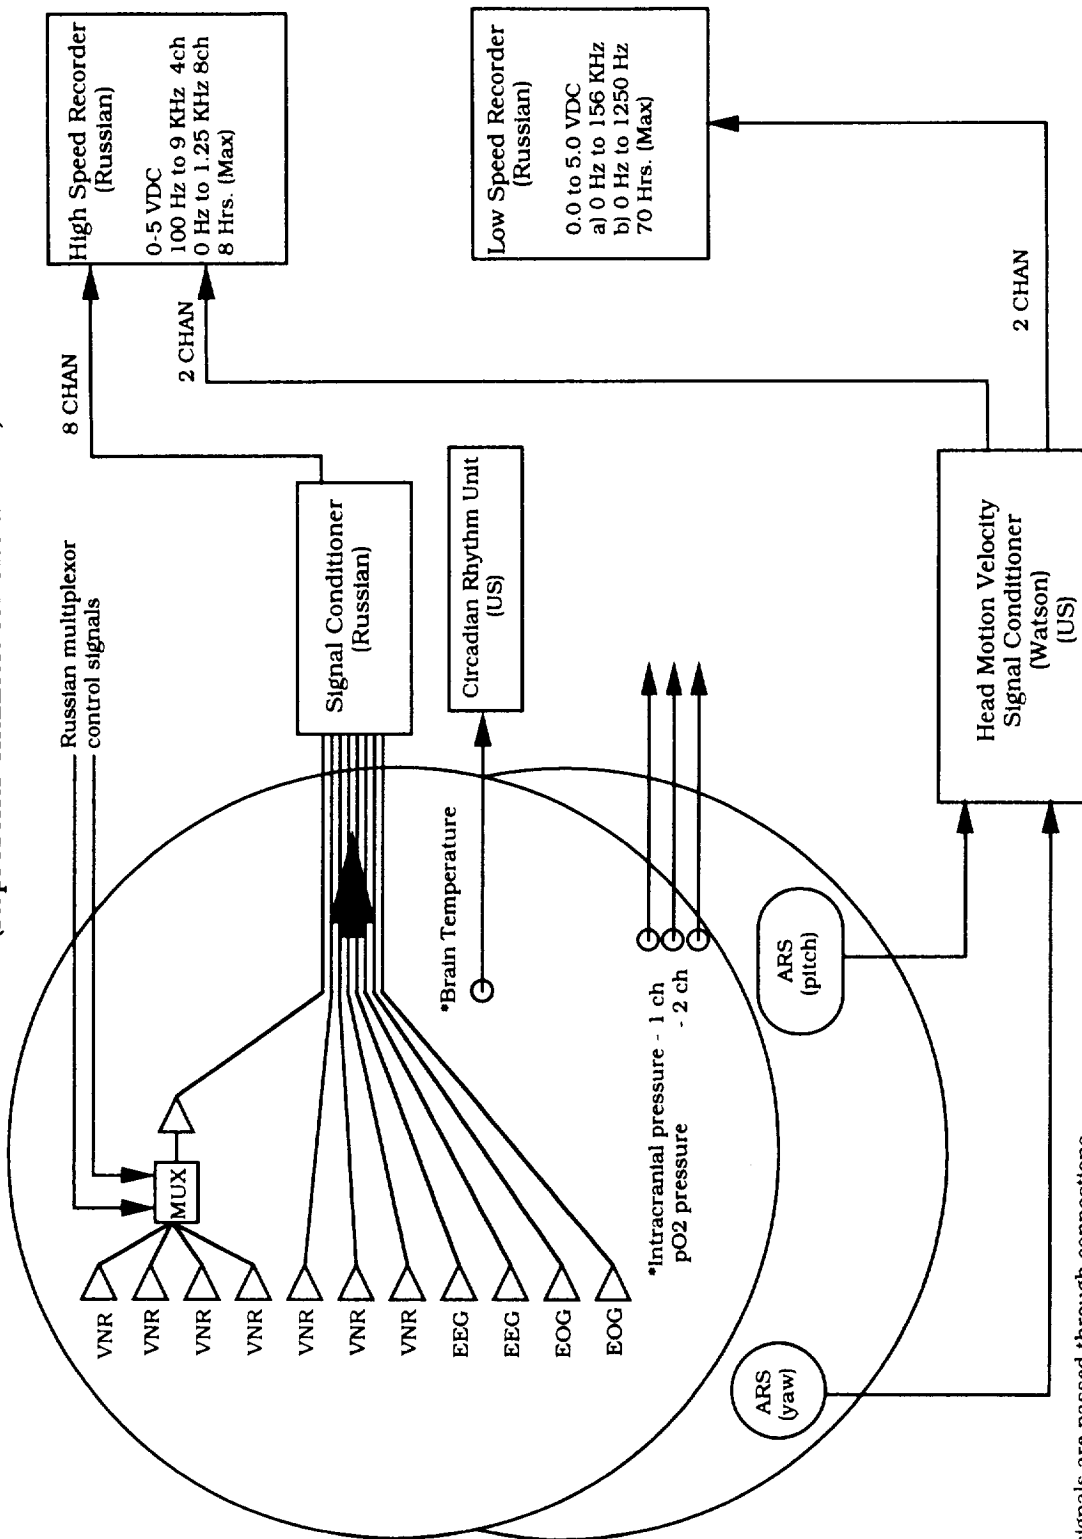 Russian multiplexor
control signals
8 CHAN
High Speed Recorder
(Russian)
0-5 VDC
100 Hz to 9 KHz 4ch
0 Hz to 1.25 KHz 8ch
8 Hrs. (Max)
2 CHAN
MUX
VNR
VNR
VNR
VNR
VNR
VNR
VNR
EEG
EEG
EOG
EOG
Signal Conditioner
(Russian)
*Brain Temperature
Circadian Rhythm Unit
(US)
Low Speed Recorder
(Russian)
0.0 to 5.0 VDC
a) 0 Hz to 156 KHz
b) 0 Hz to 1250 Hz
70 Hrs. (Max)
*Intracranial pressure - 1 ch
pO2 pressure - 2 ch
ARS
(yaw)
ARS
(pitch)
Head Motion Velocity
Signal Conditioner
(Watson)
(US)
2 CHAN
signals are passed through connections